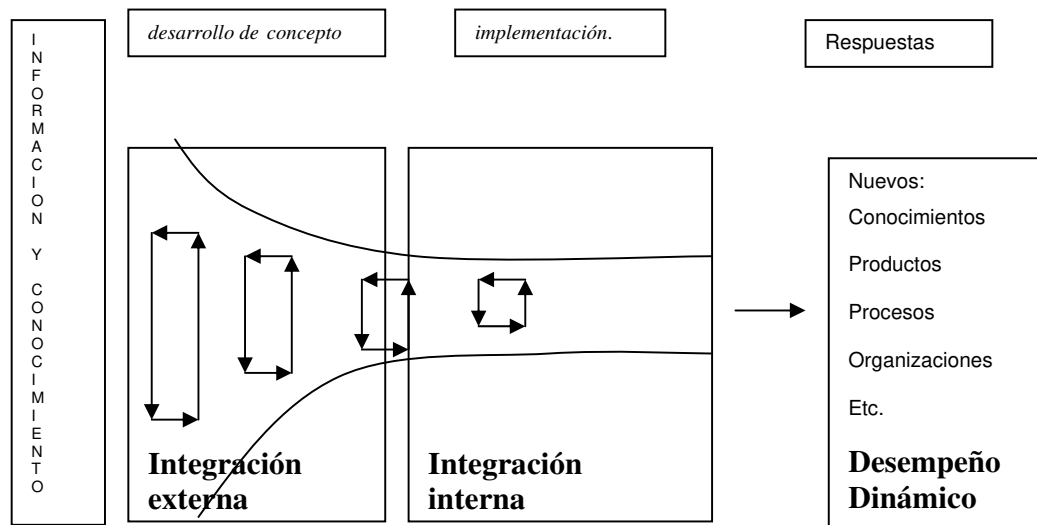 INFORMACION Y CONOCIMIENTO
desarrollo de concepto
implementación.
Respuestas
Integración
externa
Integración
interna
Nuevos:
Conocimientos
Productos
Procesos
Organizaciones
Etc.
Desempeño
Dinámico